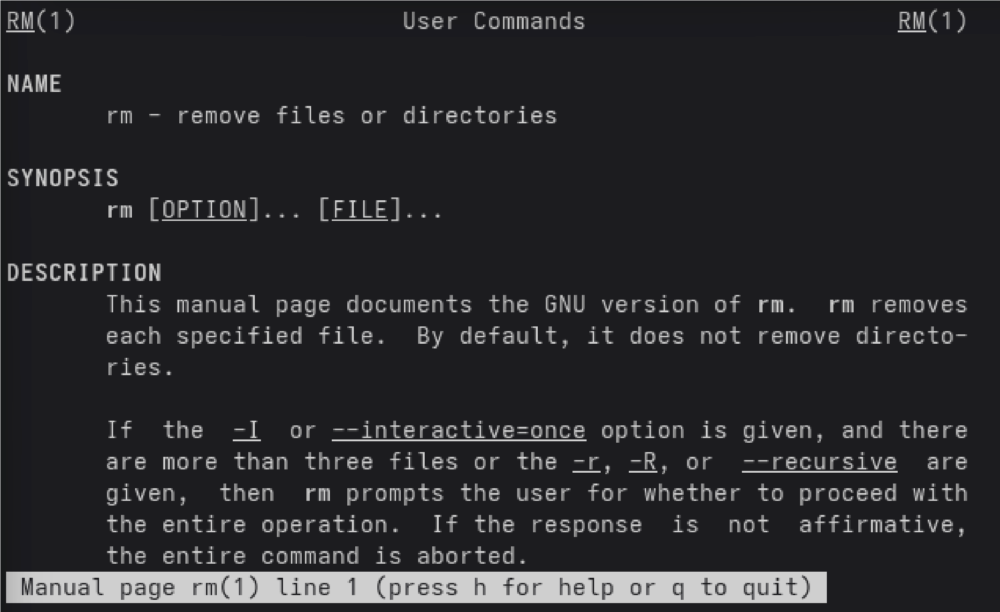 RM(1) User Commands RM(1)
NAME
rm - remove files or directories
SYNOPSIS
rm [OPTION]... [FILE]...
DESCRIPTION
This manual page documents the GNU version of rm.  rm removes
each specified file.  By default, it does not remove directo-
ries.
If  the  -I  or --interactive=once option is given, and there
are more than three files or the -r, -R, or  --recursive  are
given,  then  rm prompts the user for whether to proceed with
the entire operation.  If the response  is  not  affirmative,
the entire command is aborted.
Manual page rm(1) line 1 (press h for help or q to quit)